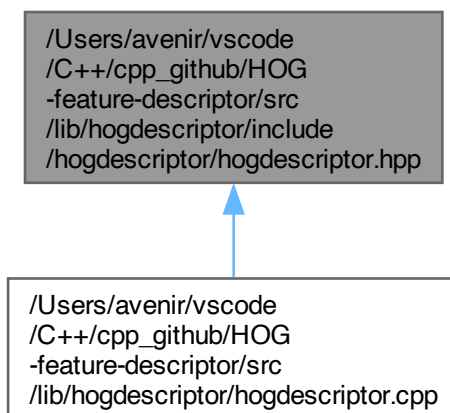 /Users/avenir/vscode
/C++/cpp_github/HOG
-feature-descriptor/src
/lib/hogdescriptor/include
/hogdescriptor/hogdescriptor.hpp
/Users/avenir/vscode
/C++/cpp_github/HOG
-feature-descriptor/src
/lib/hogdescriptor/hogdescriptor.cpp